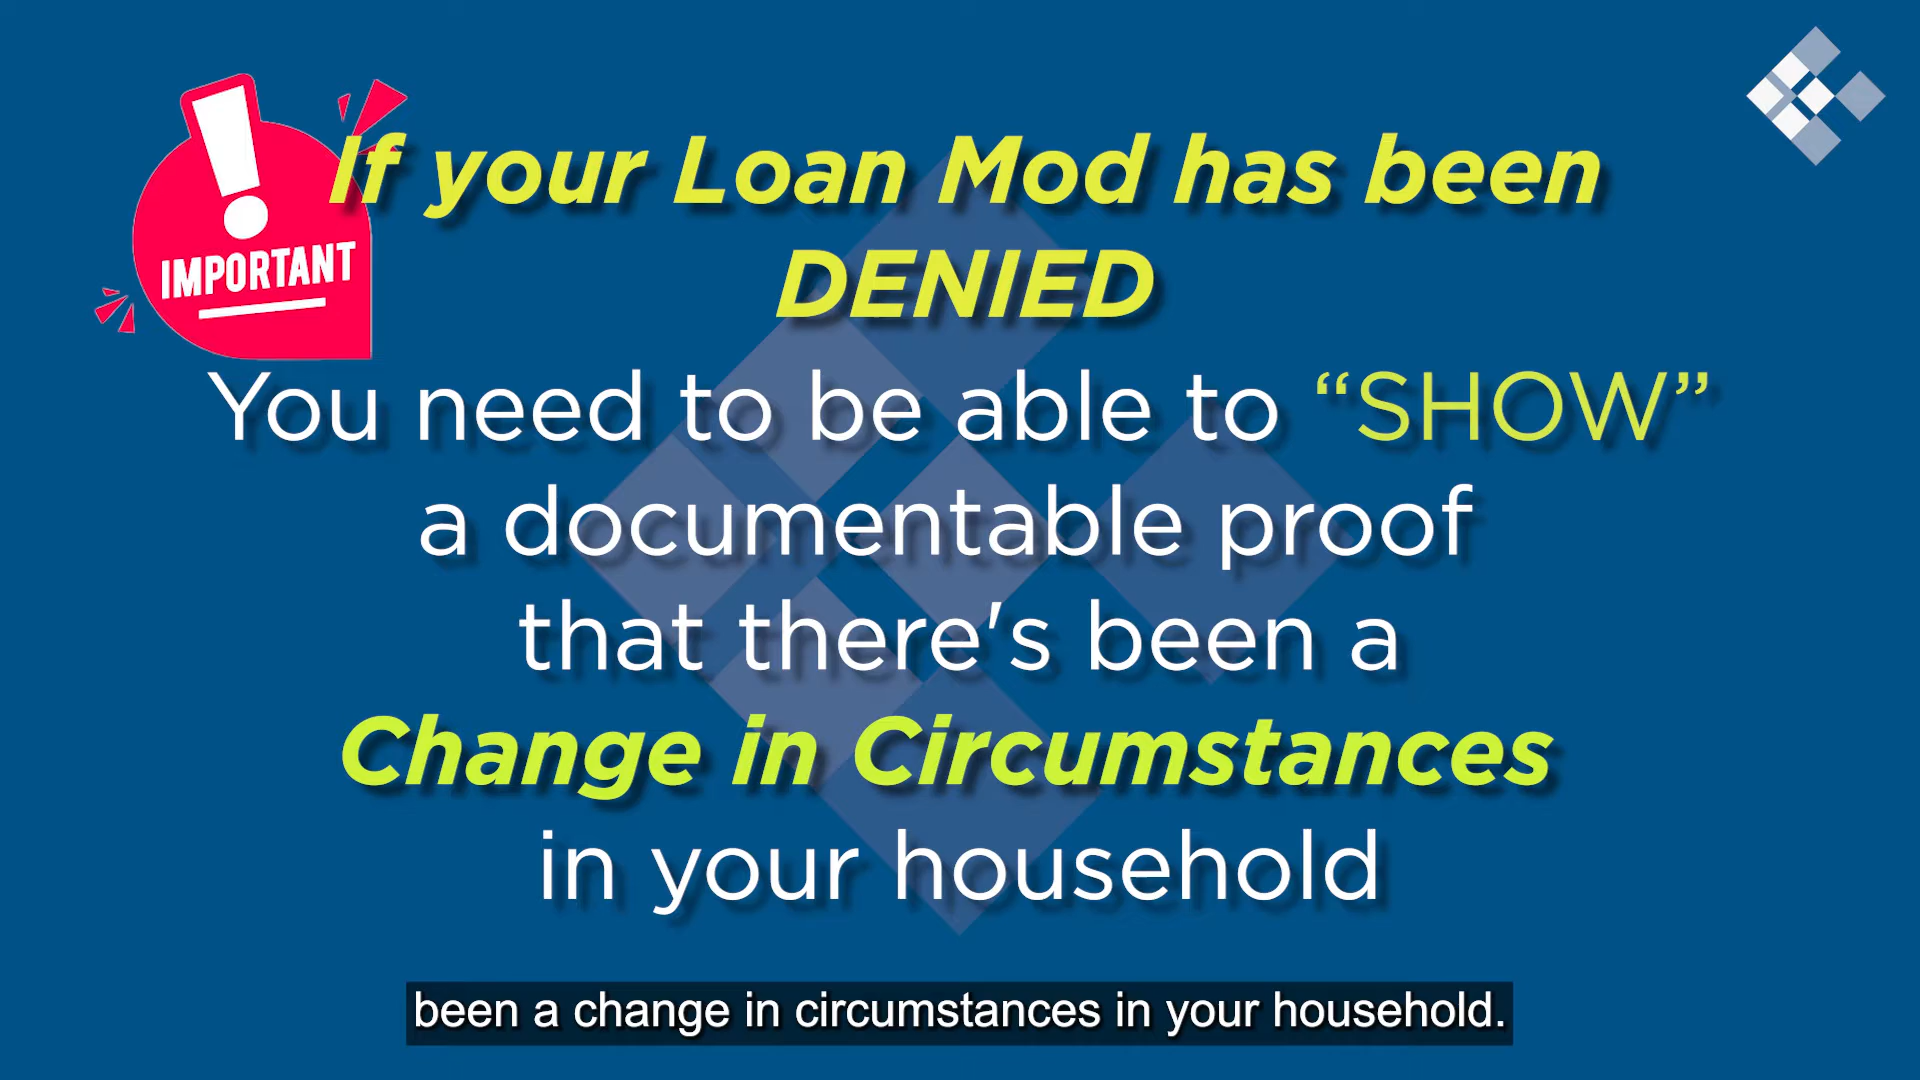 IMPORTANT
If your Loan Mod has been
DENIED
You need to be able to “SHOW”
a documentable proof
that there's been a
Change in Circumstances
in your household
been a change in circumstances in your household.